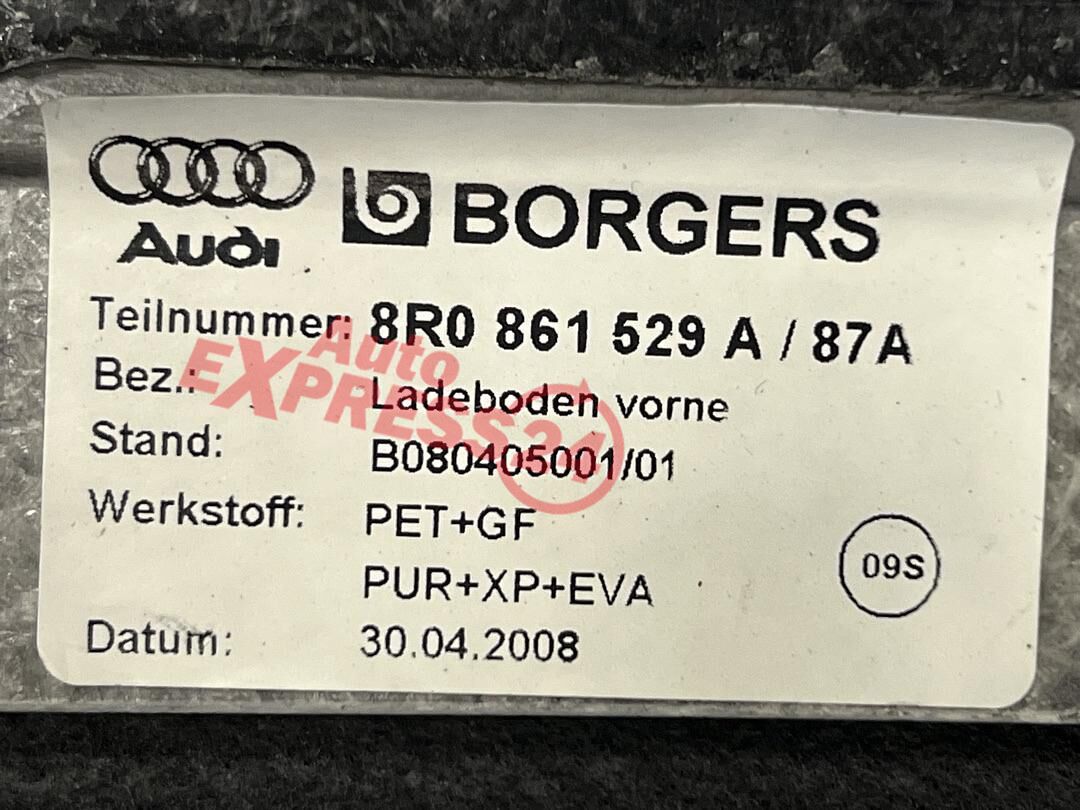 Audi
BORGERS
Teilnummer: 8R0 861 529 A / 87A
Bez.: Ladeboden vorne
Stand: B080405001/01
Werkstoff: PET+GF
PUR+XP+EVA
09S
Datum: 30.04.2008
Auto
EXPRESS24